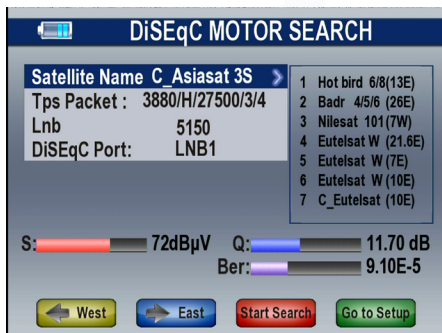 DiSEqC MOTOR SEARCH
Satellite Name C_Asiasat 3S
Tps Packet : 3880/H/27500/3/4
Lnb 5150
DiSEqC Port: LNB1
1 Hot bird 6/8(13E)
2 Badr 4/5/6 (26E)
3 Nilesat 101(7W)
4 Eutelsat W (21.6E)
5 Eutelsat W (7E)
6 Eutelsat W (10E)
7 C_Eutelsat (10E)
S: 72dBµV Q: 11.70 dB
Ber: 9.10E-5
West East Start Search Go to Setup